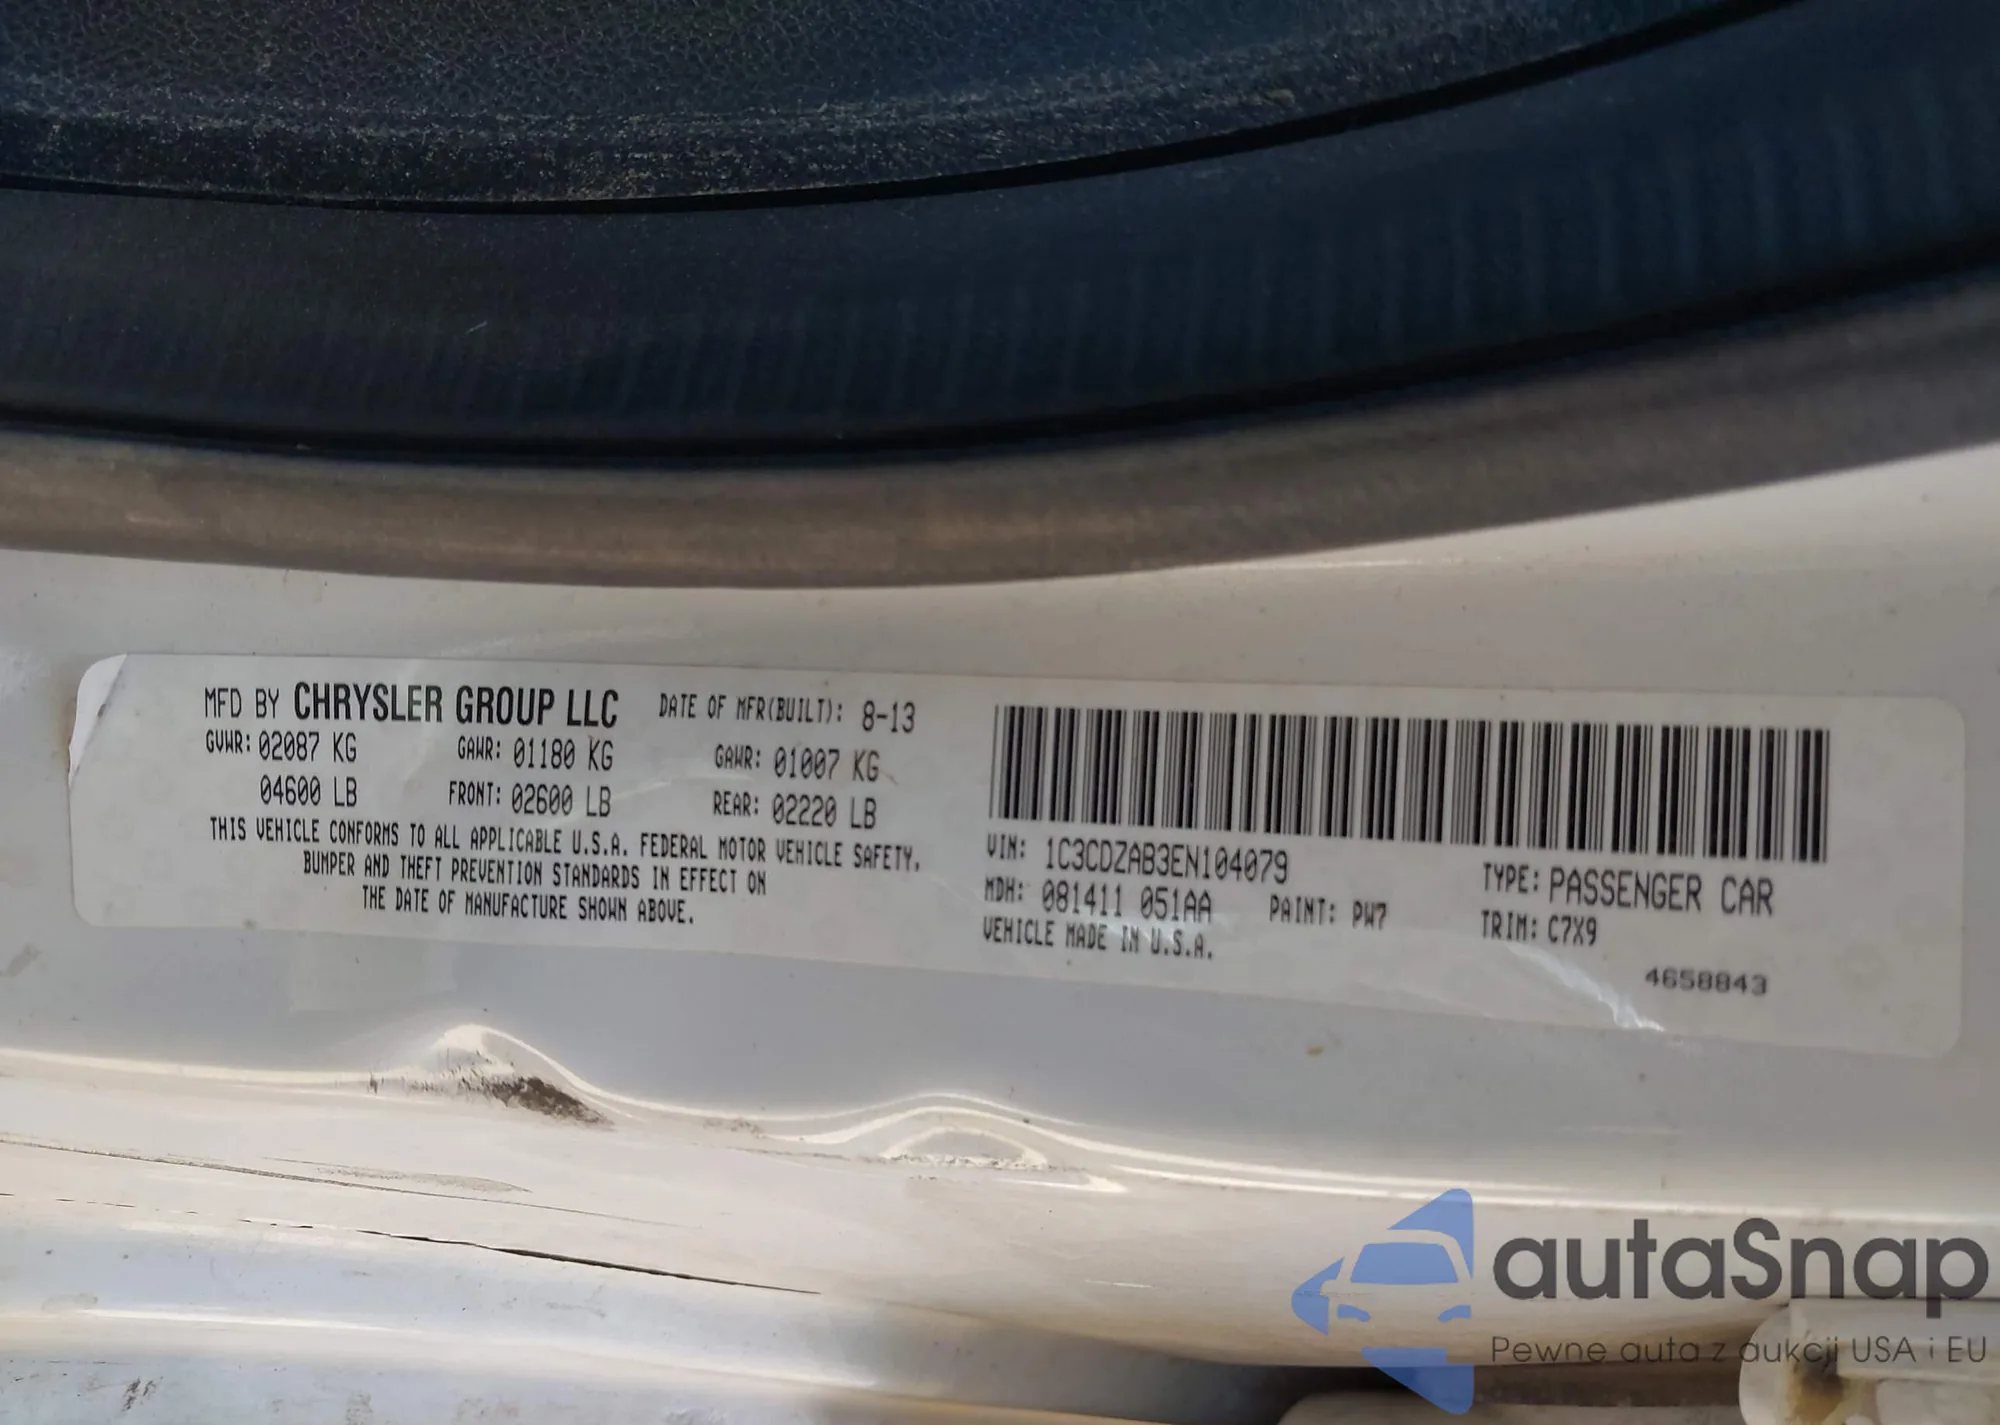 MFD BY CHRYSLER GROUP LLC DATE OF MFR(BUILT): 8-13
GVWR: 02087 KG GAWR: 01180 KG GAWR: 01007 KG
04600 LB FRONT: 02600 LB REAR: 02220 LB
THIS VEHICLE CONFORMS TO ALL APPLICABLE U.S.A. FEDERAL MOTOR VEHICLE SAFETY,
BUMPER AND THEFT PREVENTION STANDARDS IN EFFECT ON
THE DATE OF MANUFACTURE SHOWN ABOVE.
VIN: 1C3CDZAB3EN104079 TYPE: PASSENGER CAR
MDH: 081411 051AA PAINT: PW7 TRIM: C7X9
VEHICLE MADE IN U.S.A.
4658843
autaSnap
Pewne auta z aukcji USA i EU